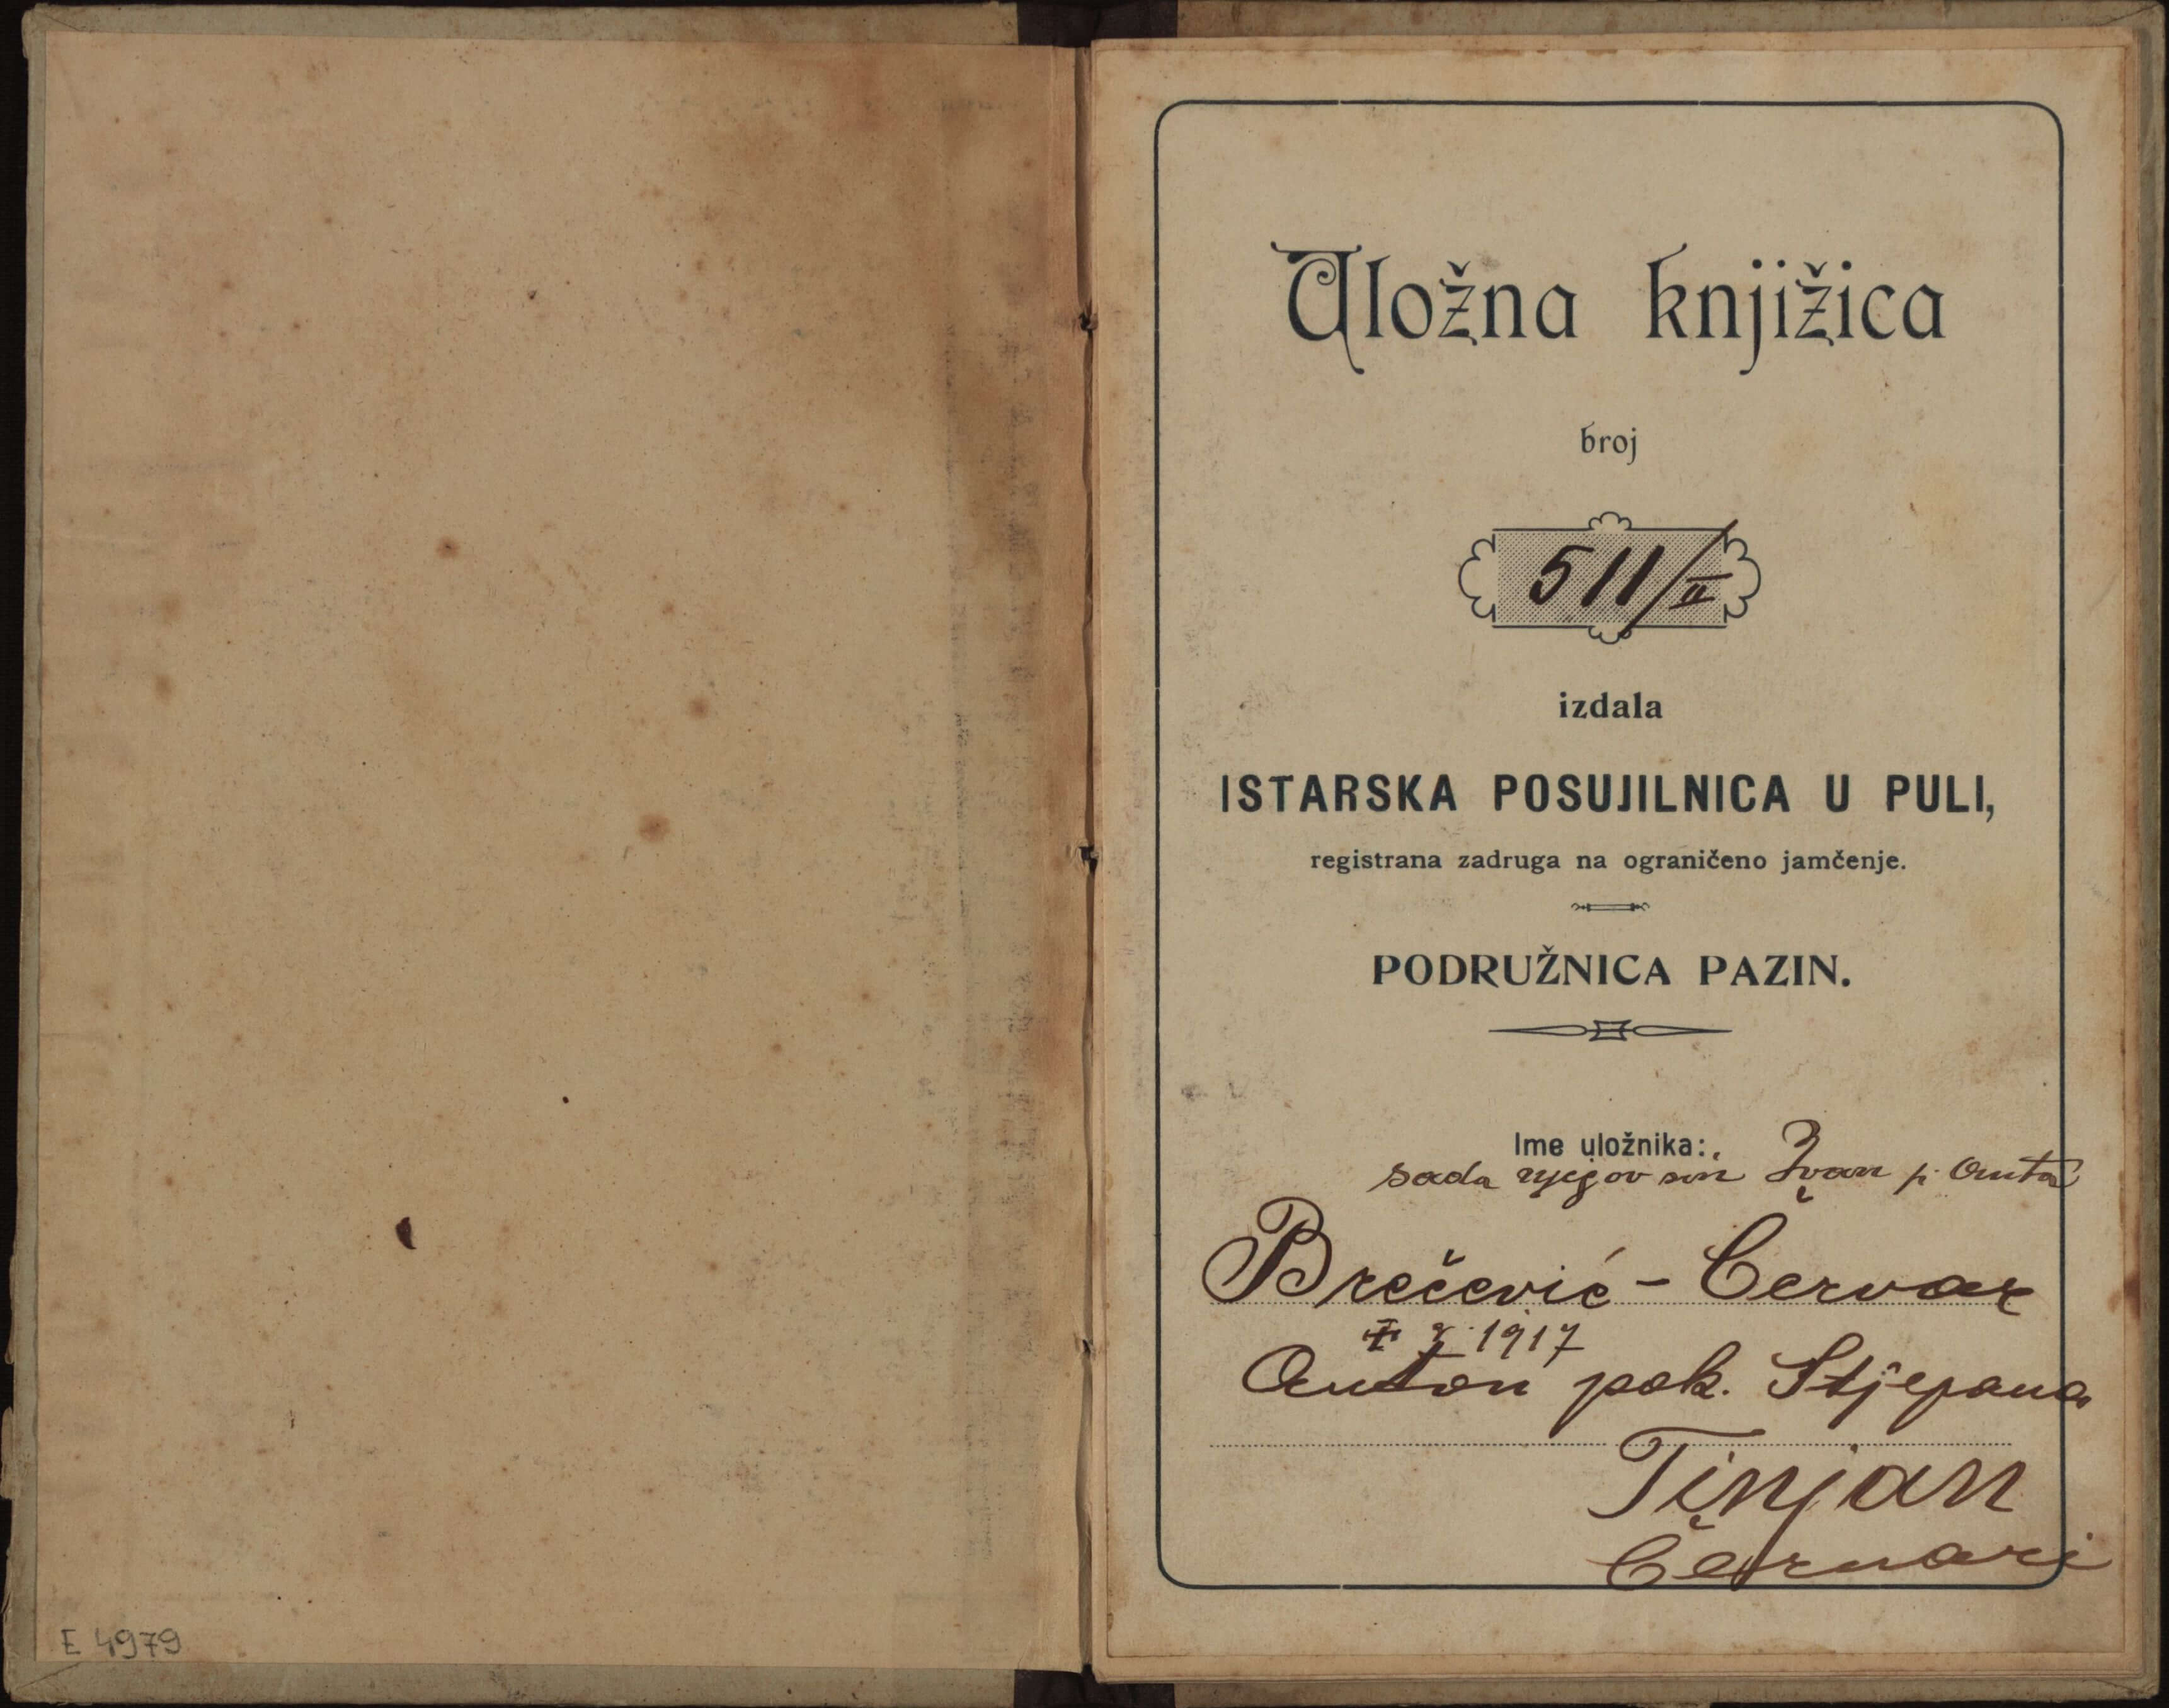 Uložna knjižica
broj
511/II
izdala
ISTARSKA POSUJILNICA U PULI,
registrana zadruga na ograničeno jamčenje.
PODRUŽNICA PAZIN.
Ime uložnika:
sada njegov sin Ivan p. Anta
Brečević - Červar
1917
Anton pok. Stjepana
Tinjan
Červari
E 4979